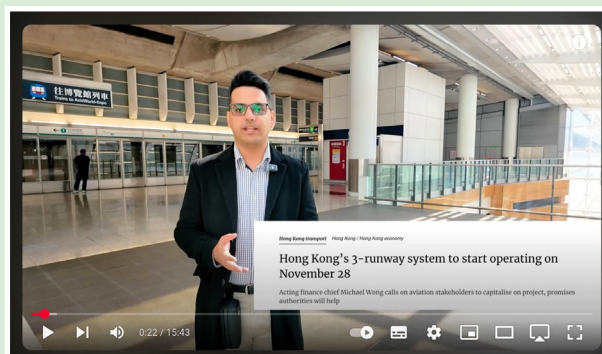 往博覽館列車
Trains to AsiaWorld-Expo
Hong Kong transport Hong Kong / Hong Kong economy
Hong Kong’s 3-runway system to start operating on
November 28
Acting finance chief Michael Wong calls on aviation stakeholders to capitalise on project, promises
authorities will help
0:22 / 15:43